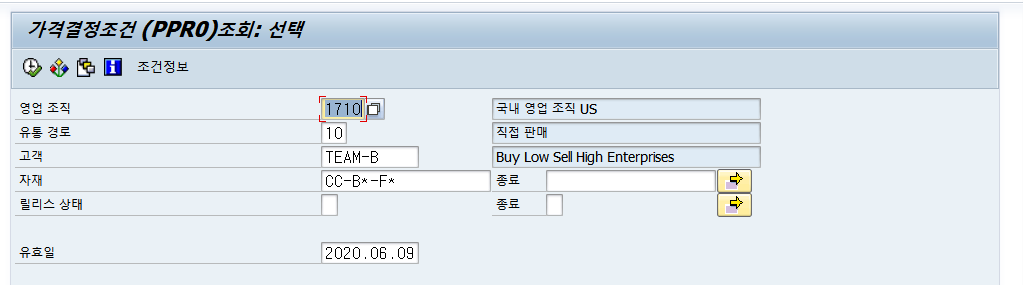 가격결정조건 (PPR0)조회: 선택
조건정보
영업 조직 1710 국내 영업 조직 US
유통 경로 10 직접 판매
고객 TEAM-B Buy Low Sell High Enterprises
자재 CC-B*-F* 종료
릴리스 상태 종료
유효일 2020.06.09